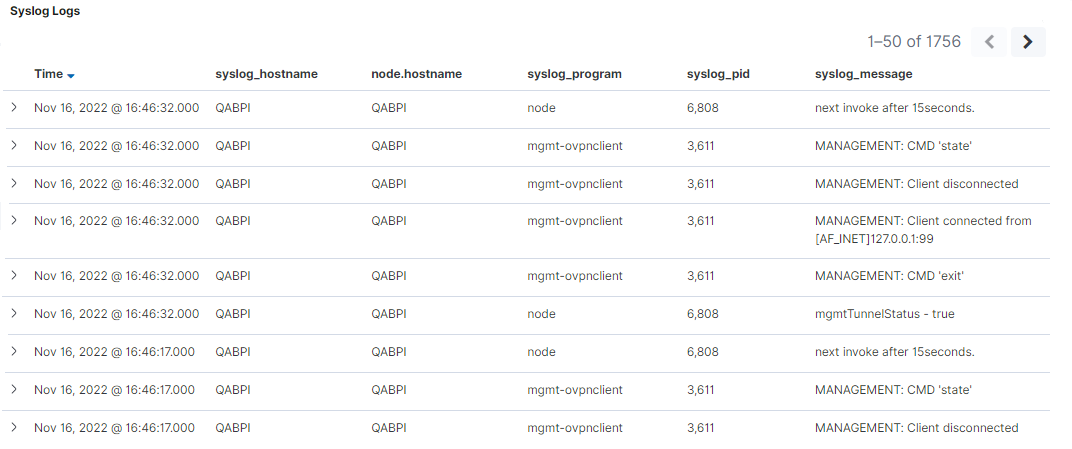 Syslog Logs
1–50 of 1756
Time syslog_hostname node.hostname syslog_program syslog_pid syslog_message
Nov 16, 2022 @ 16:46:32.000 QABPI QABPI node 6,808 next invoke after 15seconds.
Nov 16, 2022 @ 16:46:32.000 QABPI QABPI mgmt-ovpnclient 3,611 MANAGEMENT: CMD 'state'
Nov 16, 2022 @ 16:46:32.000 QABPI QABPI mgmt-ovpnclient 3,611 MANAGEMENT: Client disconnected
Nov 16, 2022 @ 16:46:32.000 QABPI QABPI mgmt-ovpnclient 3,611 MANAGEMENT: Client connected from
[AF_INET]127.0.0.1:99
Nov 16, 2022 @ 16:46:32.000 QABPI QABPI mgmt-ovpnclient 3,611 MANAGEMENT: CMD 'exit'
Nov 16, 2022 @ 16:46:32.000 QABPI QABPI node 6,808 mgmtTunnelStatus - true
Nov 16, 2022 @ 16:46:17.000 QABPI QABPI node 6,808 next invoke after 15seconds.
Nov 16, 2022 @ 16:46:17.000 QABPI QABPI mgmt-ovpnclient 3,611 MANAGEMENT: CMD 'state'
Nov 16, 2022 @ 16:46:17.000 QABPI QABPI mgmt-ovpnclient 3,611 MANAGEMENT: Client disconnected